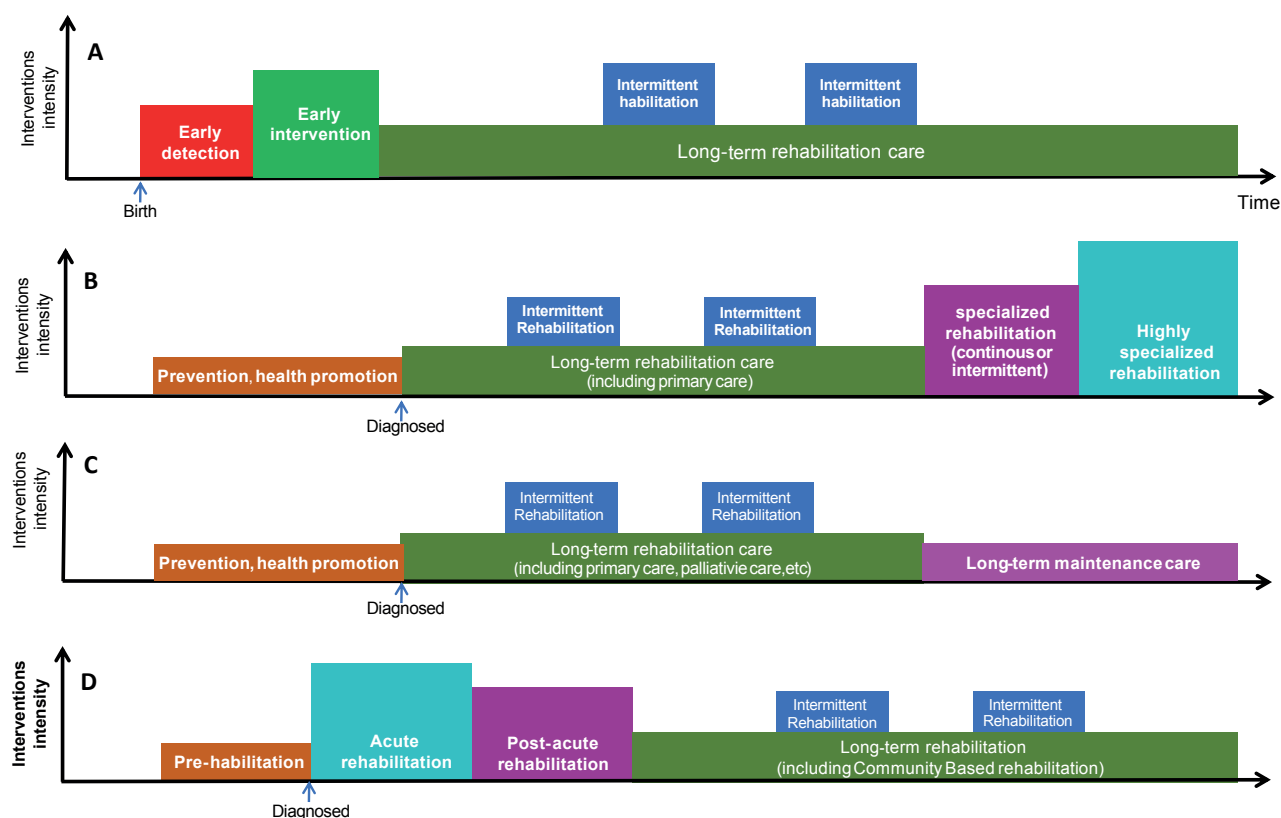 Interventions
intensity
A
Early
detection
Early
intervention
Intermittent
habilitation
Intermittent
habilitation
Long-term rehabilitation care
Birth
Time
Interventions
intensity
B
Prevention, health promotion
Intermittent
Rehabilitation
Intermittent
Rehabilitation
Long-term rehabilitation care
(including primary care)
specialized
rehabilitation
(continous or
intermittent)
Highly
specialized
rehabilitation
Diagnosed
Interventions
intensity
C
Prevention, health promotion
Intermittent
Rehabilitation
Intermittent
Rehabilitation
Long-term rehabilitation care
(including primary care, palliativie care,etc)
Long-term maintenance care
Diagnosed
Interventions
intensity
D
Pre-habilitation
Acute
rehabilitation
Post-acute
rehabilitation
Intermittent
Rehabilitation
Intermittent
Rehabilitation
Long-term rehabilitation
(including Community Based rehabilitation)
Diagnosed